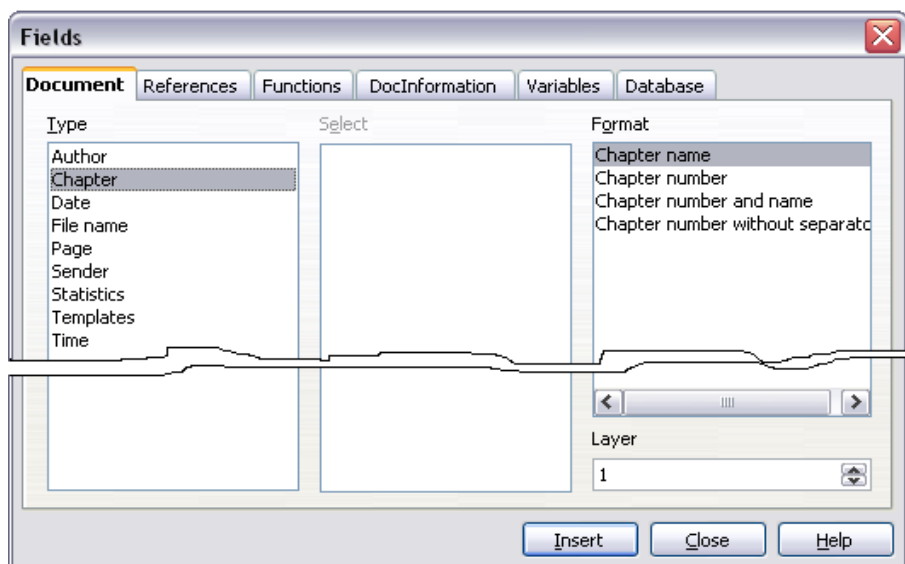 Fields
Document References Functions DocInformation Variables Database
Type Select Format
Author
Chapter
Date
File name
Page
Sender
Statistics
Templates
Time
Chapter name
Chapter number
Chapter number and name
Chapter number without separato
Layer
1
Insert Close Help